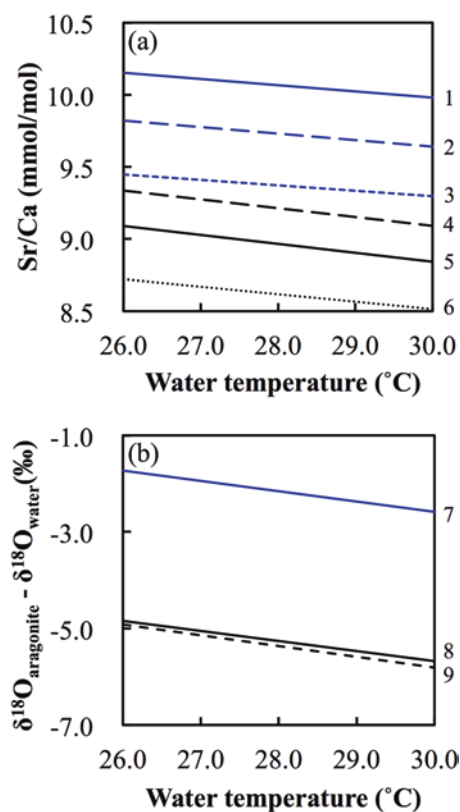 (a)
Sr/Ca (mmol/mol)
10.5
10.0
9.5
9.0
8.5
1
2
3
4
5
6
26.0 27.0 28.0 29.0 30.0
Water temperature (˚C)
(b)
δ¹⁸Oaragonite - δ¹⁸Owater(‰)
-1.0
-3.0
-5.0
-7.0
7
8
9
26.0 27.0 28.0 29.0 30.0
Water temperature (˚C)